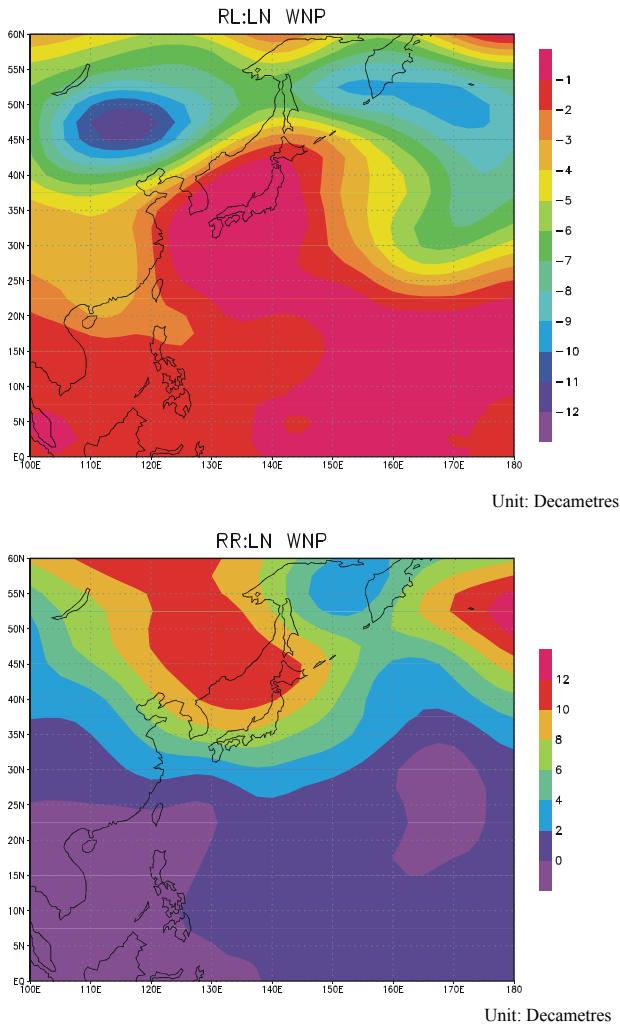 RL:LN WNP
60N
55N
50N
45N
40N
35N
30N
25N
20N
15N
10N
5N
EQ
100E 110E 120E 130E 140E 150E 160E 170E 180
-1
-2
-3
-4
-5
-6
-7
-8
-9
-10
-11
-12
Unit: Decametres
RR:LN WNP
60N
55N
50N
45N
40N
35N
30N
25N
20N
15N
10N
5N
EQ
100E 110E 120E 130E 140E 150E 160E 170E 180
12
10
8
6
4
2
0
Unit: Decametres